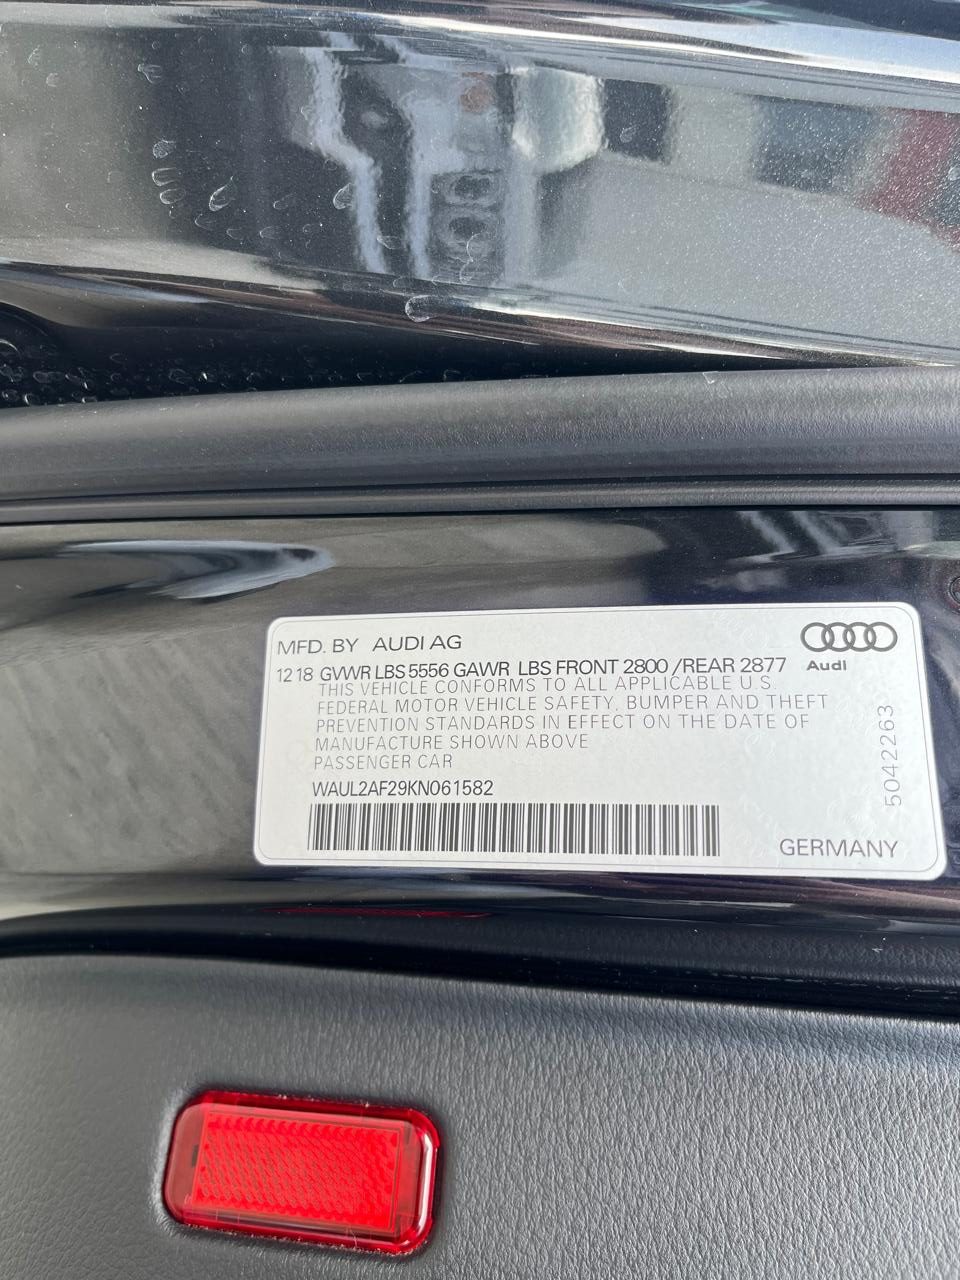 MFD. BY AUDI AG
12 18 GVWR LBS 5556 GAWR LBS FRONT 2800 /REAR 2877
THIS VEHICLE CONFORMS TO ALL APPLICABLE U.S.
FEDERAL MOTOR VEHICLE SAFETY, BUMPER AND THEFT
PREVENTION STANDARDS IN EFFECT ON THE DATE OF
MANUFACTURE SHOWN ABOVE
PASSENGER CAR
WAUL2AF29KN061582
GERMANY
Audi
5042263